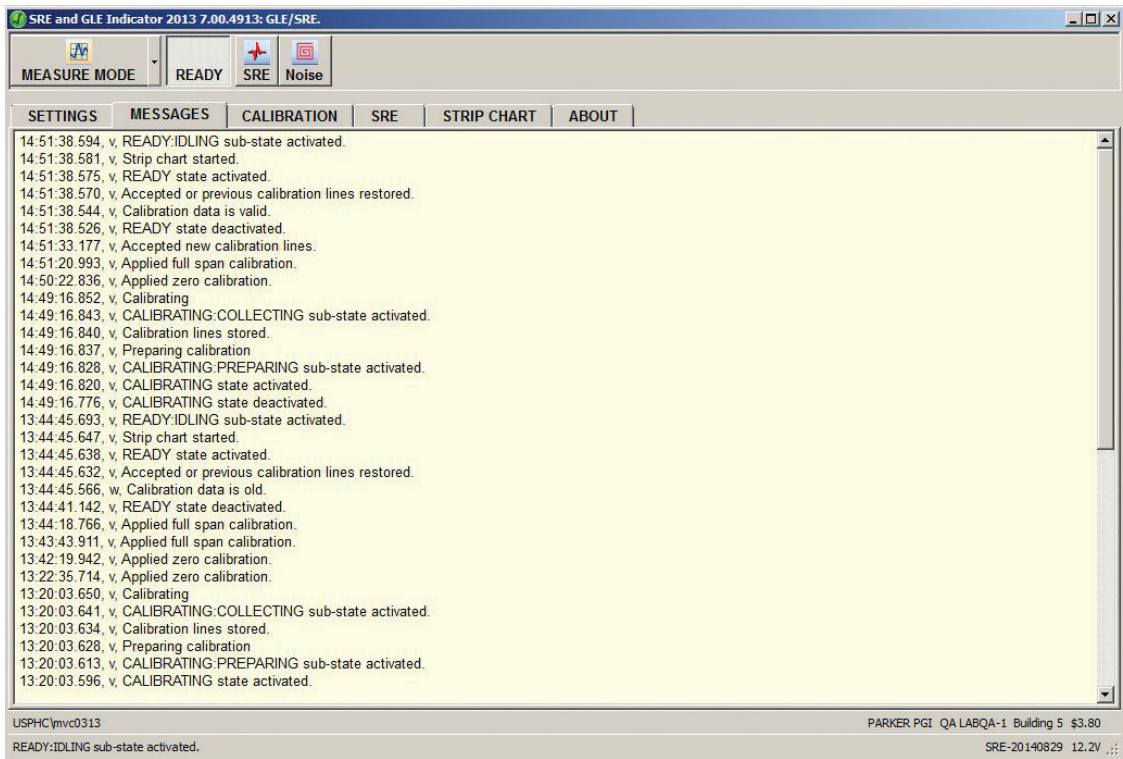 SRE and GLE Indicator 2013 7.00.4913: GLE/SRE.
MEASURE MODE READY SRE Noise
SETTINGS MESSAGES CALIBRATION SRE STRIP CHART ABOUT
14:51:38.594, v, READY:IDLING sub-state activated.
14:51:38.581, v, Strip chart started.
14:51:38.575, v, READY state activated.
14:51:38.570, v, Accepted or previous calibration lines restored.
14:51:38.544, v, Calibration data is valid.
14:51:38.526, v, READY state deactivated.
14:51:33.177, v, Accepted new calibration lines.
14:51:20.993, v, Applied full span calibration.
14:50:22.836, v, Applied zero calibration.
14:49:16.852, v, Calibrating
14:49:16.843, v, CALIBRATING:COLLECTING sub-state activated.
14:49:16.840, v, Calibration lines stored.
14:49:16.837, v, Preparing calibration
14:49:16.828, v, CALIBRATING:PREPARING sub-state activated.
14:49:16.820, v, CALIBRATING state activated.
14:49:16.776, v, CALIBRATING state deactivated.
13:44:45.693, v, READY:IDLING sub-state activated.
13:44:45.647, v, Strip chart started.
13:44:45.638, v, READY state activated.
13:44:45.632, v, Accepted or previous calibration lines restored.
13:44:45.566, w, Calibration data is old.
13:44:41.142, v, READY state deactivated.
13:44:18.766, v, Applied full span calibration.
13:43:43.911, v, Applied full span calibration.
13:42:19.942, v, Applied zero calibration.
13:22:35.714, v, Applied zero calibration.
13:20:03.650, v, Calibrating
13:20:03.641, v, CALIBRATING:COLLECTING sub-state activated.
13:20:03.634, v, Calibration lines stored.
13:20:03.628, v, Preparing calibration
13:20:03.613, v, CALIBRATING:PREPARING sub-state activated.
13:20:03.596, v, CALIBRATING state activated.
USPHC\mvc0313 PARKER PGI QA LABQA-1 Building 5 $3.80
READY:IDLING sub-state activated. SRE-20140829 12.2V